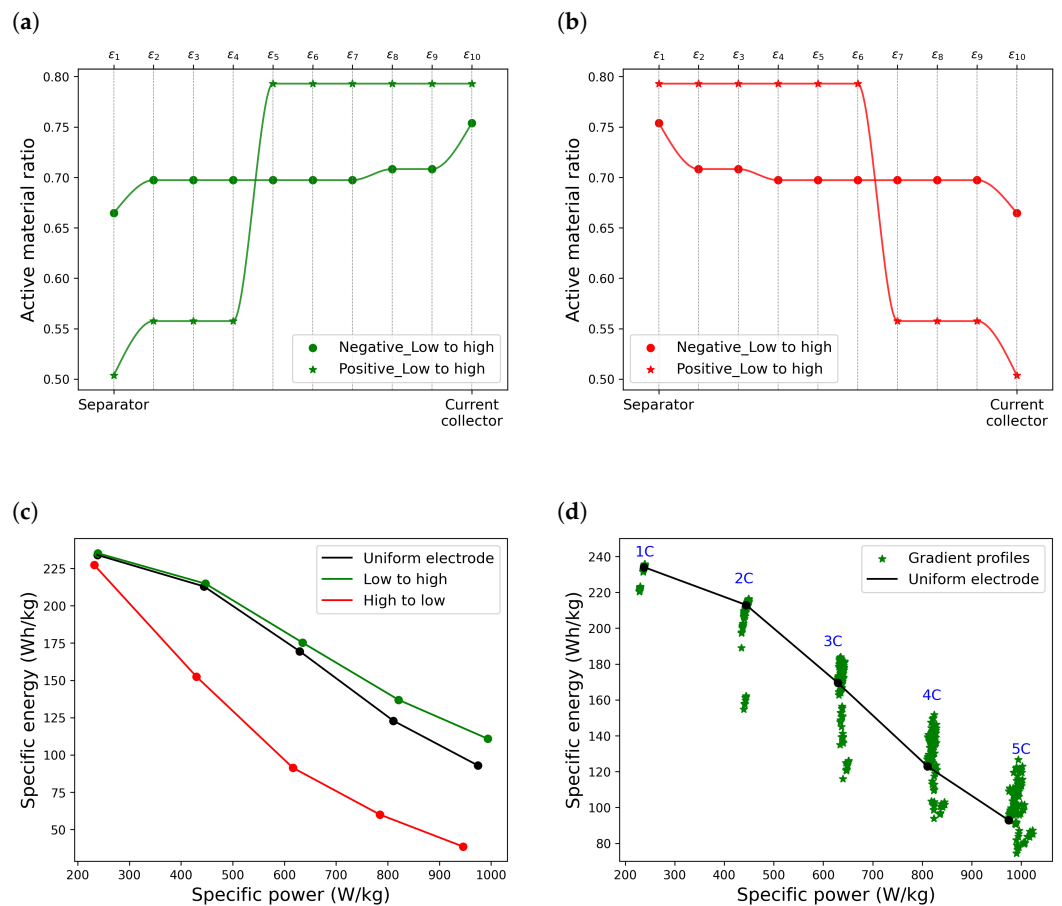 (a)
ε1 ε2 ε3 ε4 ε5 ε6 ε7 ε8 ε9 ε10
0.80
0.75
0.70
0.65
0.60
0.55
0.50
Active material ratio
Negative_Low to high
Positive_Low to high
Separator
Current
collector
(b)
ε1 ε2 ε3 ε4 ε5 ε6 ε7 ε8 ε9 ε10
0.80
0.75
0.70
0.65
0.60
0.55
0.50
Active material ratio
Negative_Low to high
Positive_Low to high
Separator
Current
collector
(c)
225
200
175
150
125
100
75
50
Specific energy (Wh/kg)
Uniform electrode
Low to high
High to low
200 300 400 500 600 700 800 900 1000
Specific power (W/kg)
(d)
240
220
200
180
160
140
120
100
80
Specific energy (Wh/kg)
1C
2C
3C
4C
5C
Gradient profiles
Uniform electrode
200 300 400 500 600 700 800 900 1000
Specific power (W/kg)